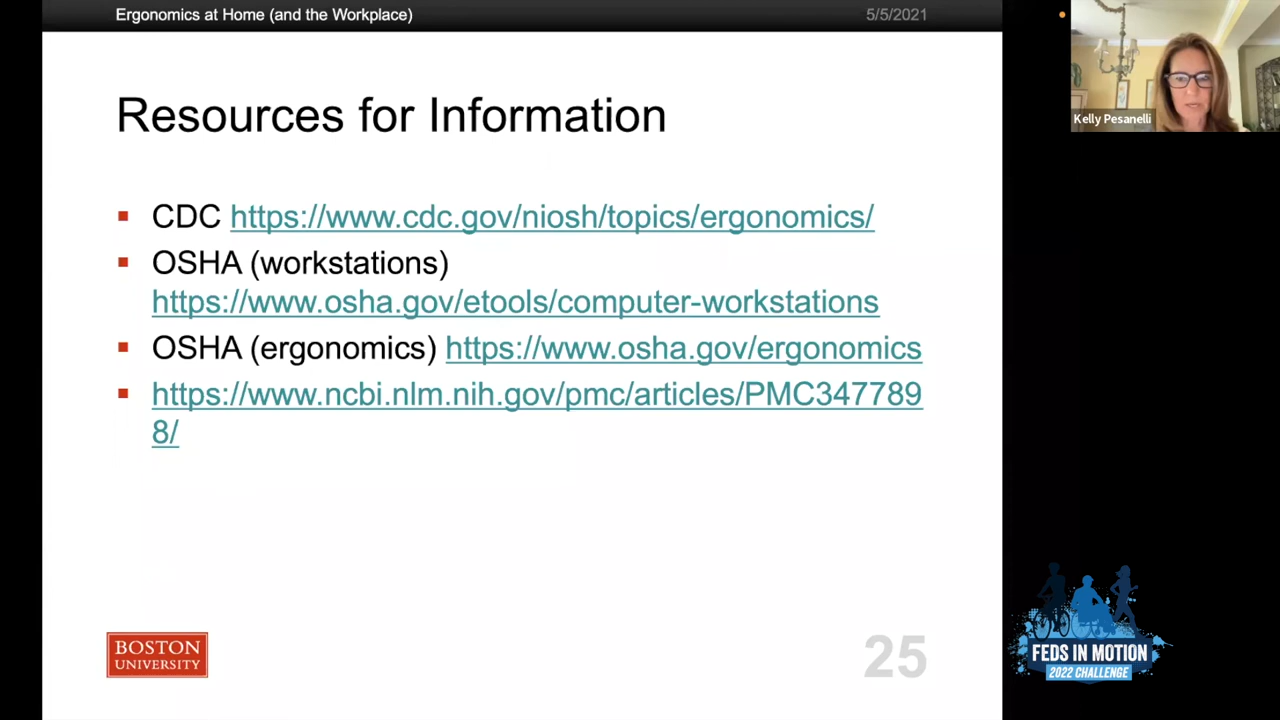 Ergonomics at Home (and the Workplace)
5/5/2021
Kelly Pesanelli
Resources for Information
CDC https://www.cdc.gov/niosh/topics/ergonomics/
OSHA (workstations)
https://www.osha.gov/etools/computer-workstations
OSHA (ergonomics) https://www.osha.gov/ergonomics
https://www.ncbi.nlm.nih.gov/pmc/articles/PMC347789
8/
BOSTON
UNIVERSITY
25
FEDS IN MOTION
2022 CHALLENGE